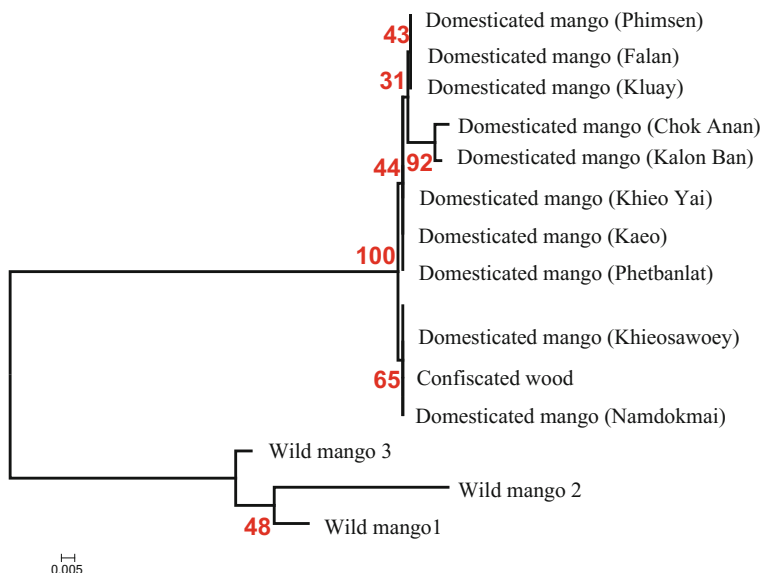 Domesticated mango (Phimsen)
43
Domesticated mango (Falan)
31
Domesticated mango (Kluay)
Domesticated mango (Chok Anan)
92
Domesticated mango (Kalon Ban)
44
Domesticated mango (Khieo Yai)
Domesticated mango (Kaeo)
100
Domesticated mango (Phetbanlat)
Domesticated mango (Khieosawoey)
65
Confiscated wood
Domesticated mango (Namdokmai)
Wild mango 3
Wild mango 2
48
Wild mango1
0.005